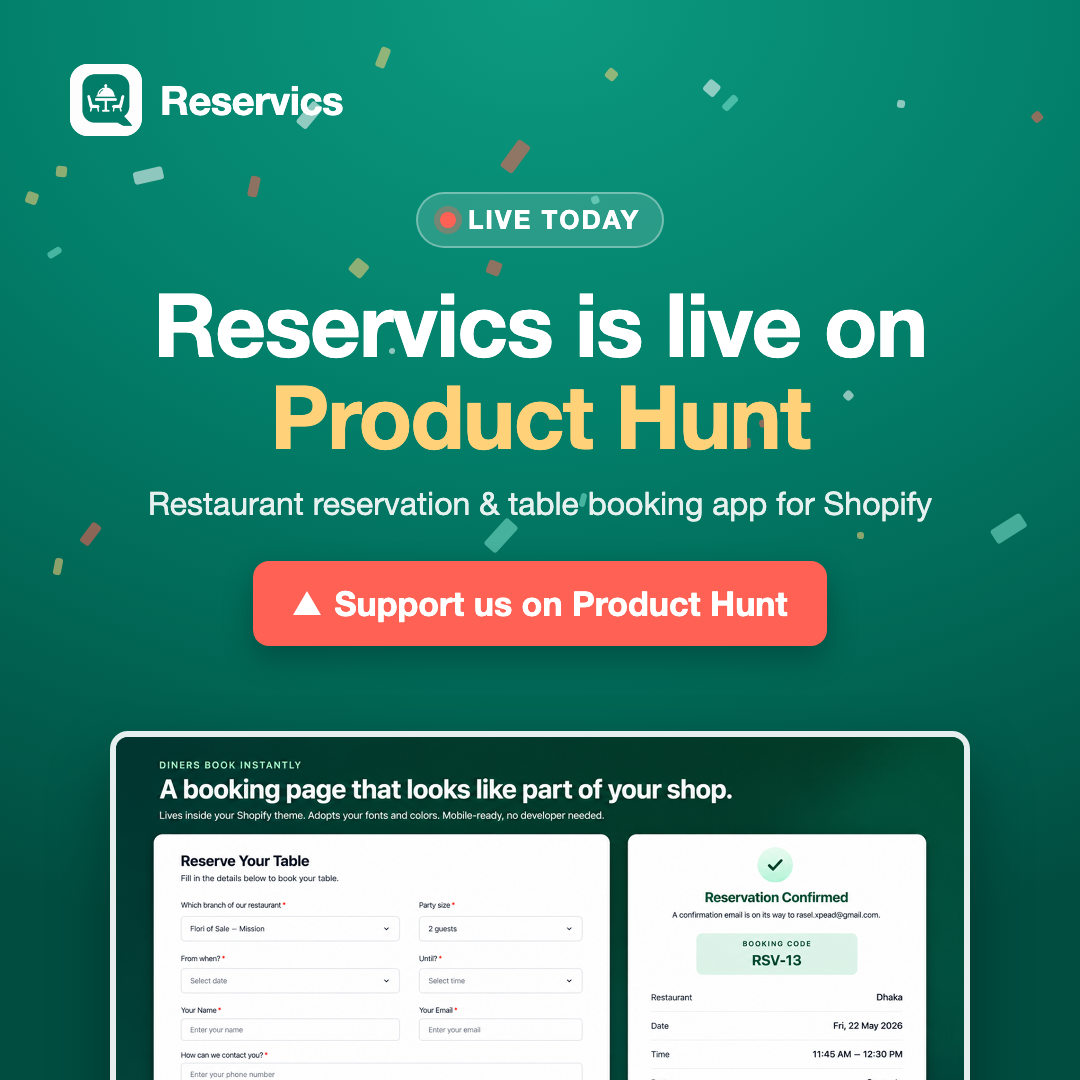 Reservics
LIVE TODAY
Reservics is live on
Product Hunt
Restaurant reservation & table booking app for Shopify
▲ Support us on Product Hunt
DINERS BOOK INSTANTLY
A booking page that looks like part of your shop.
Lives inside your Shopify theme. Adopts your fonts and colors. Mobile-ready, no developer needed.
Reserve Your Table
Fill in the details below to book your table.
Which branch of our restaurant * Party size *
Flori of Sale – Mission 2 guests
From when? * Until? *
Select date Select time
Your Name * Your Email *
Enter your name Enter your email
How can we contact you? *
Enter your phone number
Reservation Confirmed
A confirmation email is on its way to rasel.xpead@gmail.com.
BOOKING CODE
RSV-13
Restaurant Dhaka
Date Fri, 22 May 2026
Time 11:45 AM – 12:30 PM